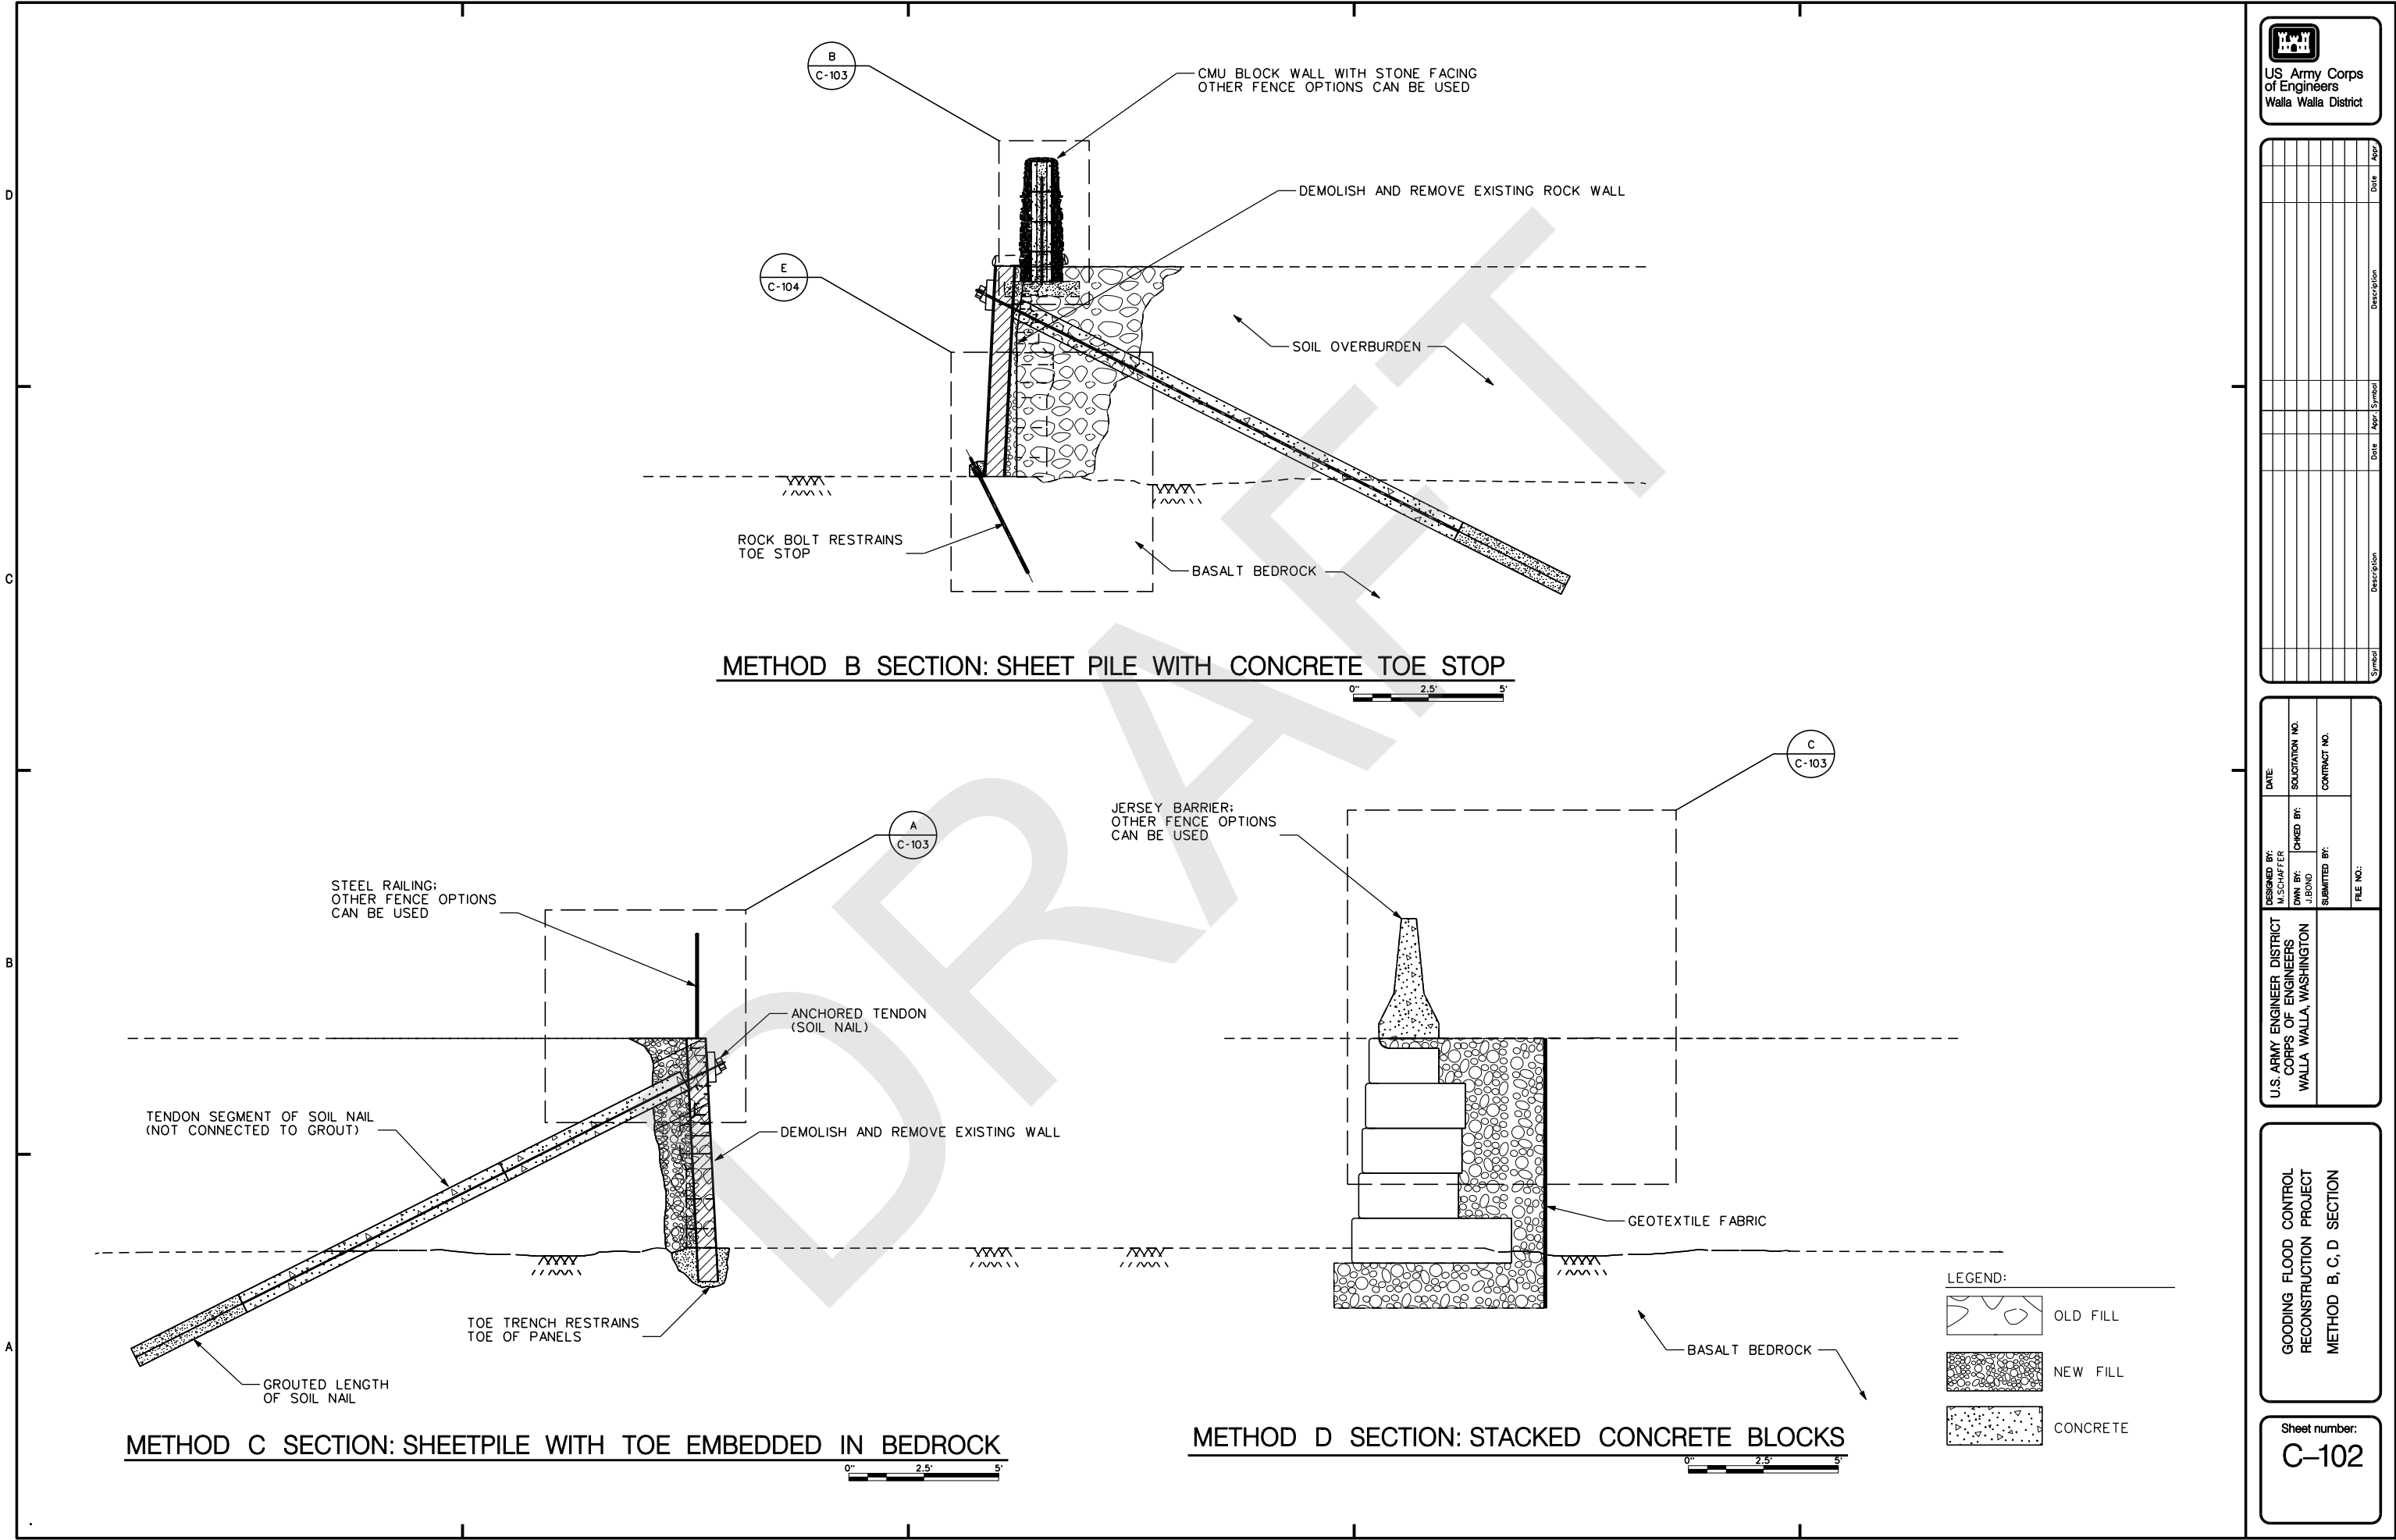 B
C-103
CMU BLOCK WALL WITH STONE FACING
OTHER FENCE OPTIONS CAN BE USED
DEMOLISH AND REMOVE EXISTING ROCK WALL
E
C-104
SOIL OVERBURDEN
ROCK BOLT RESTRAINS
TOE STOP
BASALT BEDROCK
METHOD B SECTION: SHEET PILE WITH CONCRETE TOE STOP
0" 2.5' 5'
C
C-103
JERSEY BARRIER;
OTHER FENCE OPTIONS
CAN BE USED
A
C-103
STEEL RAILING;
OTHER FENCE OPTIONS
CAN BE USED
ANCHORED TENDON
(SOIL NAIL)
TENDON SEGMENT OF SOIL NAIL
(NOT CONNECTED TO GROUT)
DEMOLISH AND REMOVE EXISTING WALL
GEOTEXTILE FABRIC
TOE TRENCH RESTRAINS
TOE OF PANELS
GROUTED LENGTH
OF SOIL NAIL
BASALT BEDROCK
LEGEND:
OLD FILL
NEW FILL
CONCRETE
METHOD C SECTION: SHEETPILE WITH TOE EMBEDDED IN BEDROCK
0" 2.5' 5'
METHOD D SECTION: STACKED CONCRETE BLOCKS
0" 2.5' 5'
DRAFT
D
C
B
A
US Army Corps
of Engineers
Walla Walla District
Symbol Description Date Appr. Symbol Description Date Appr.
DESIGNED BY:
M.SCHAFFER
DATE:
DWN BY:
J.BOND
CHKED BY:
SOLICITATION NO.
SUBMITTED BY:
CONTRACT NO.
FILE NO.:
U.S. ARMY ENGINEER DISTRICT
CORPS OF ENGINEERS
WALLA WALLA, WASHINGTON
GOODING FLOOD CONTROL
RECONSTRUCTION PROJECT
METHOD B, C, D SECTION
Sheet number:
C-102